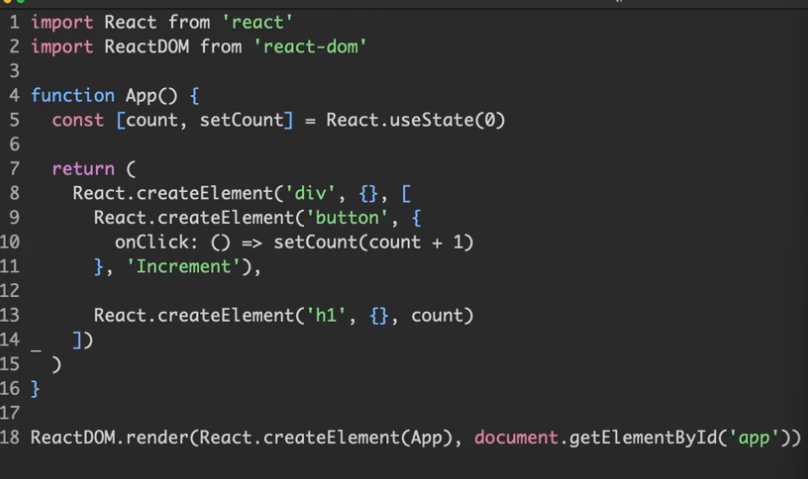 1 import React from 'react'
2 import ReactDOM from 'react-dom'
3
4 function App() {
5   const [count, setCount] = React.useState(0)
6
7   return (
8     React.createElement('div', {}, [
9       React.createElement('button', {
10         onClick: () => setCount(count + 1)
11       }, 'Increment'),
12
13       React.createElement('h1', {}, count)
14 _   ])
15   )
16 }
17
18 ReactDOM.render(React.createElement(App), document.getElementById('app'))